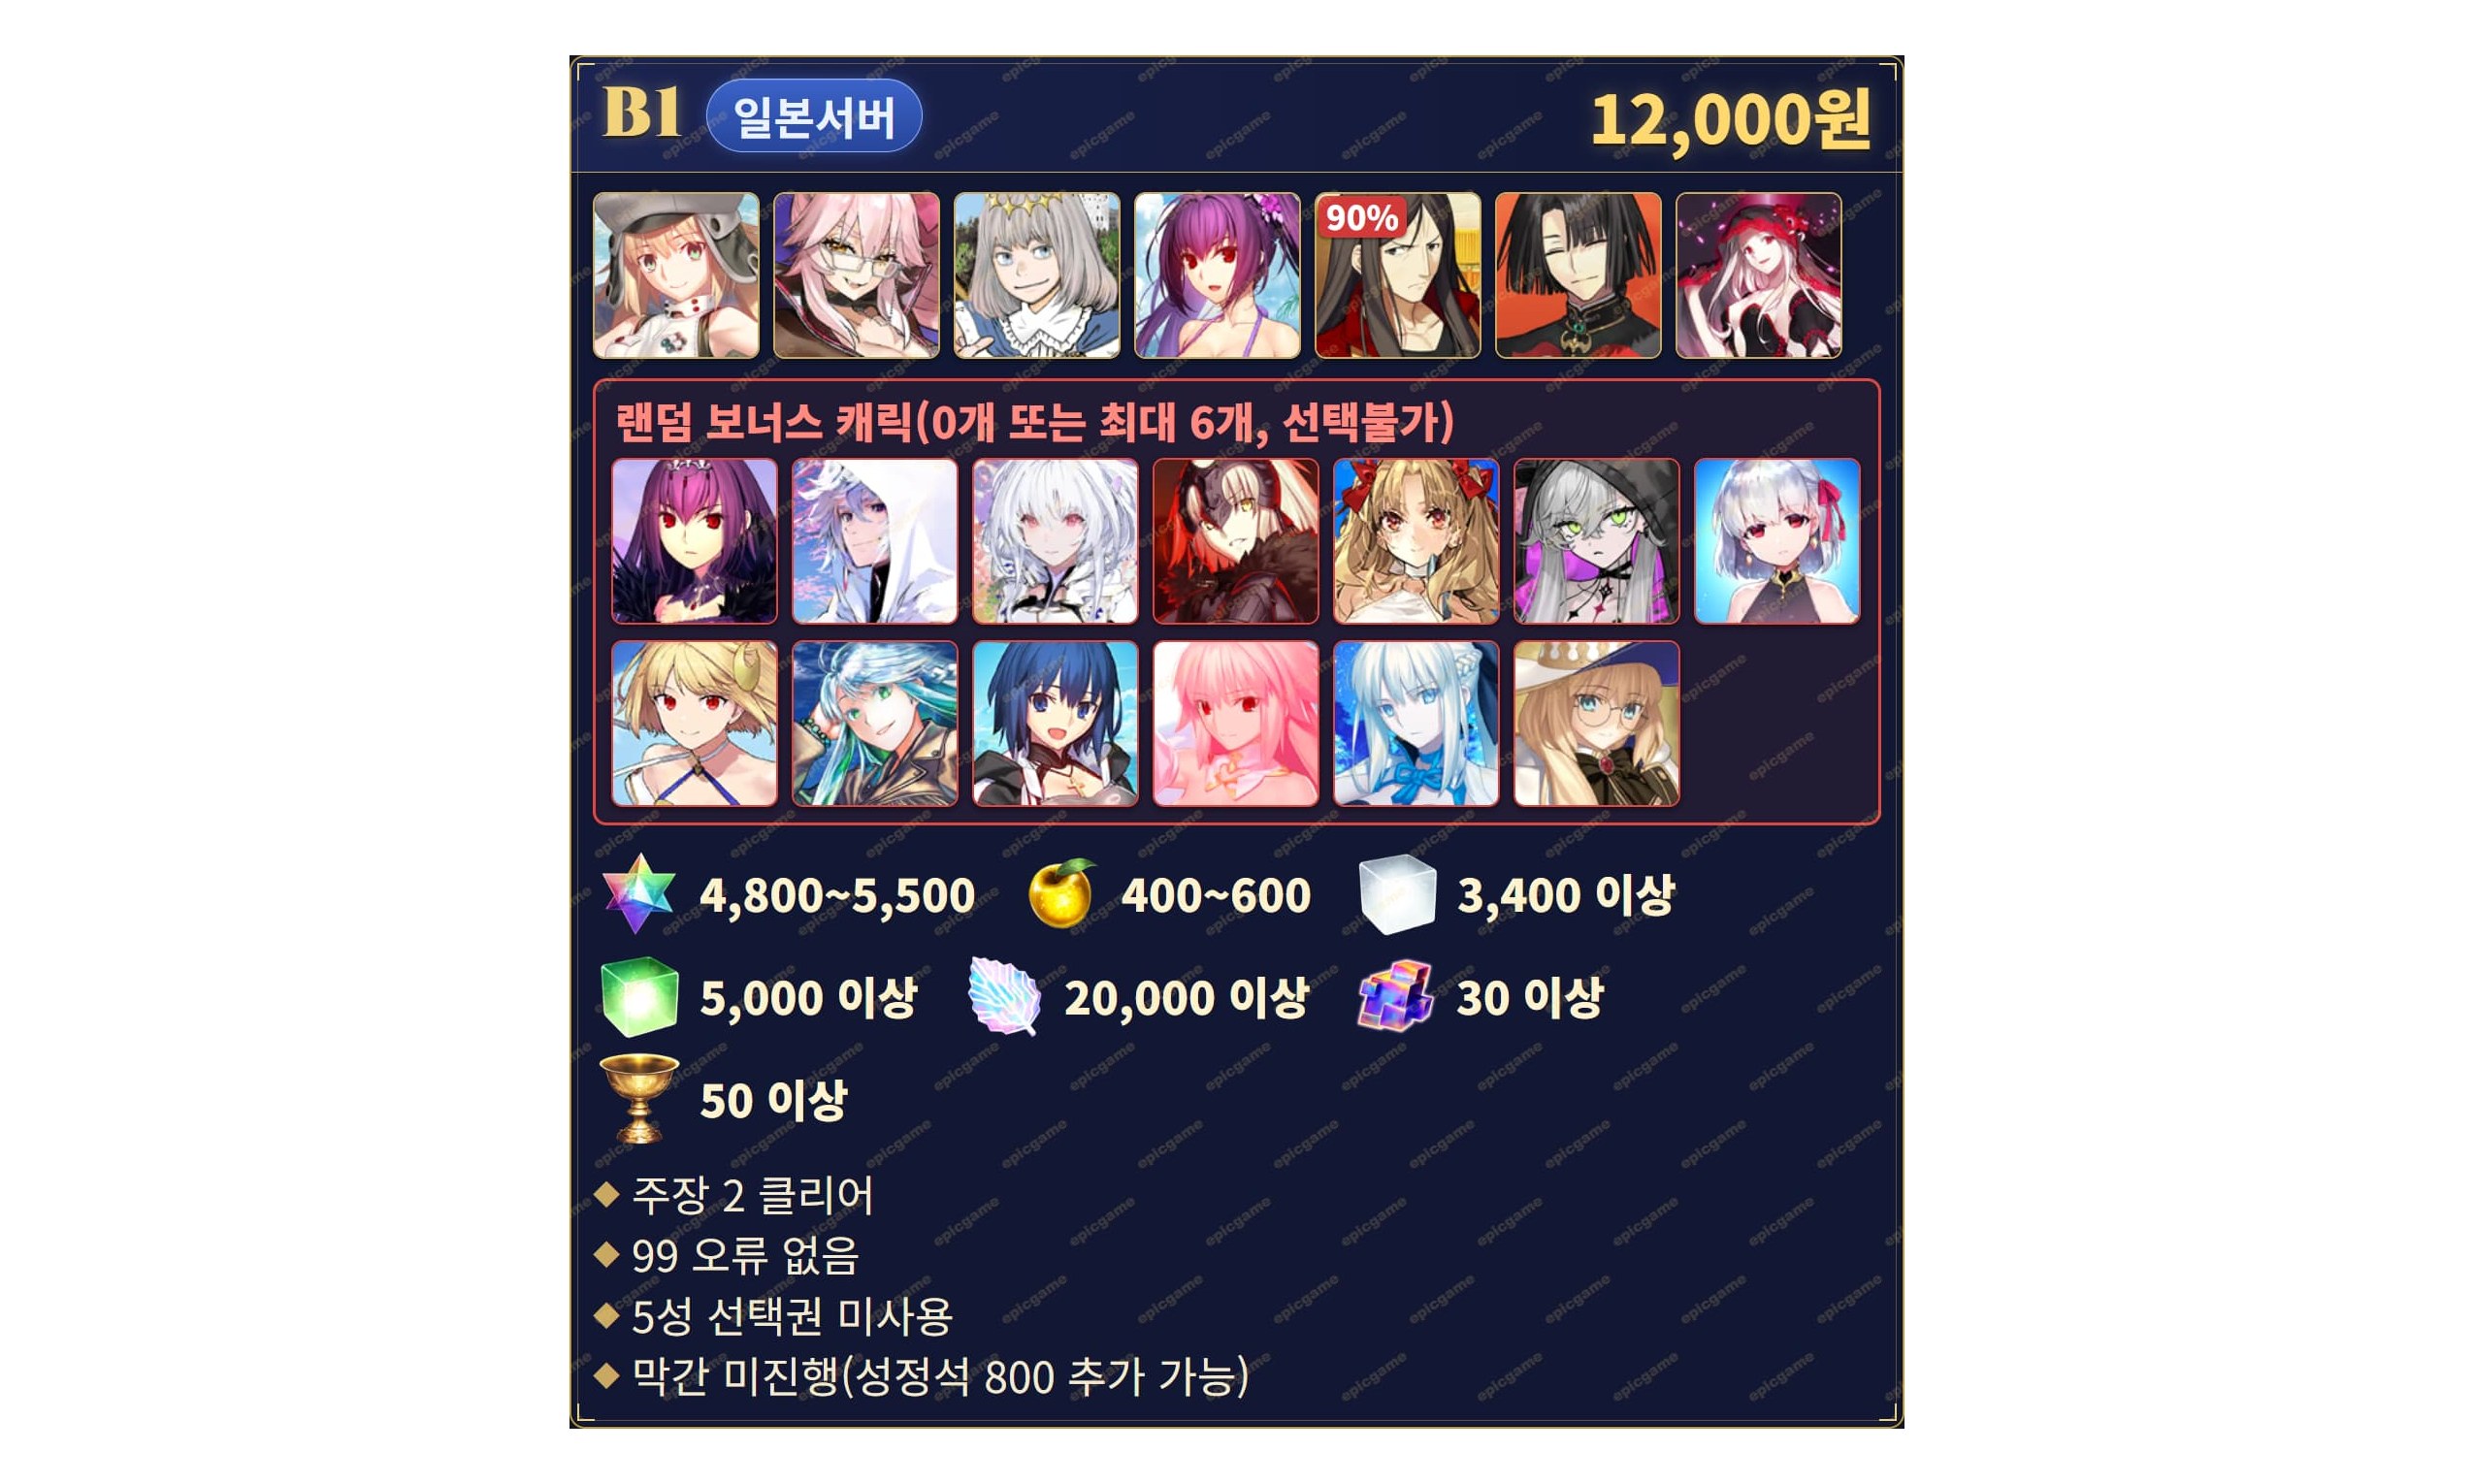 B1 일본서버 12,000원
90%
랜덤 보너스 캐릭(0개 또는 최대 6개, 선택불가)
4,800~5,500 400~600 3,400 이상
5,000 이상 20,000 이상 30 이상
50 이상
주장 2 클리어
99 오류 없음
5성 선택권 미사용
막간 미진행(성정석 800 추가 가능)
epicgame